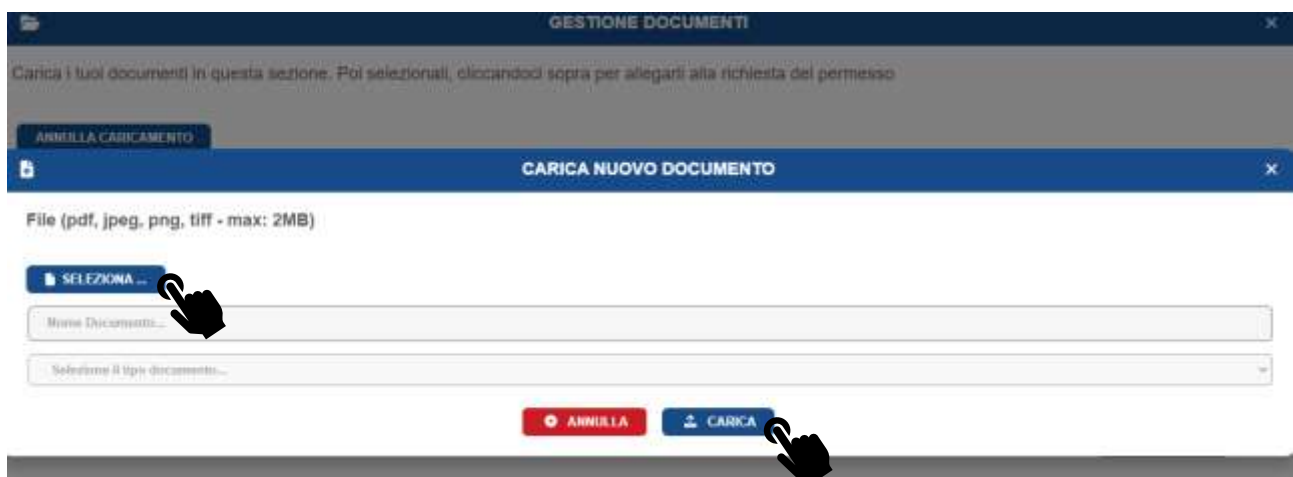 GESTIONE DOCUMENTI ×
Carica i tuoi documenti in questa sezione. Poi selezionali, cliccandoci sopra per allegarli alla richiesta del permesso
ANNULLA CARICAMENTO
CARICA NUOVO DOCUMENTO ×
File (pdf, jpeg, png, tiff - max: 2MB)
SELEZIONA ...
Nome Documento...
Selezione il tipo documento...
ANNULLA CARICA